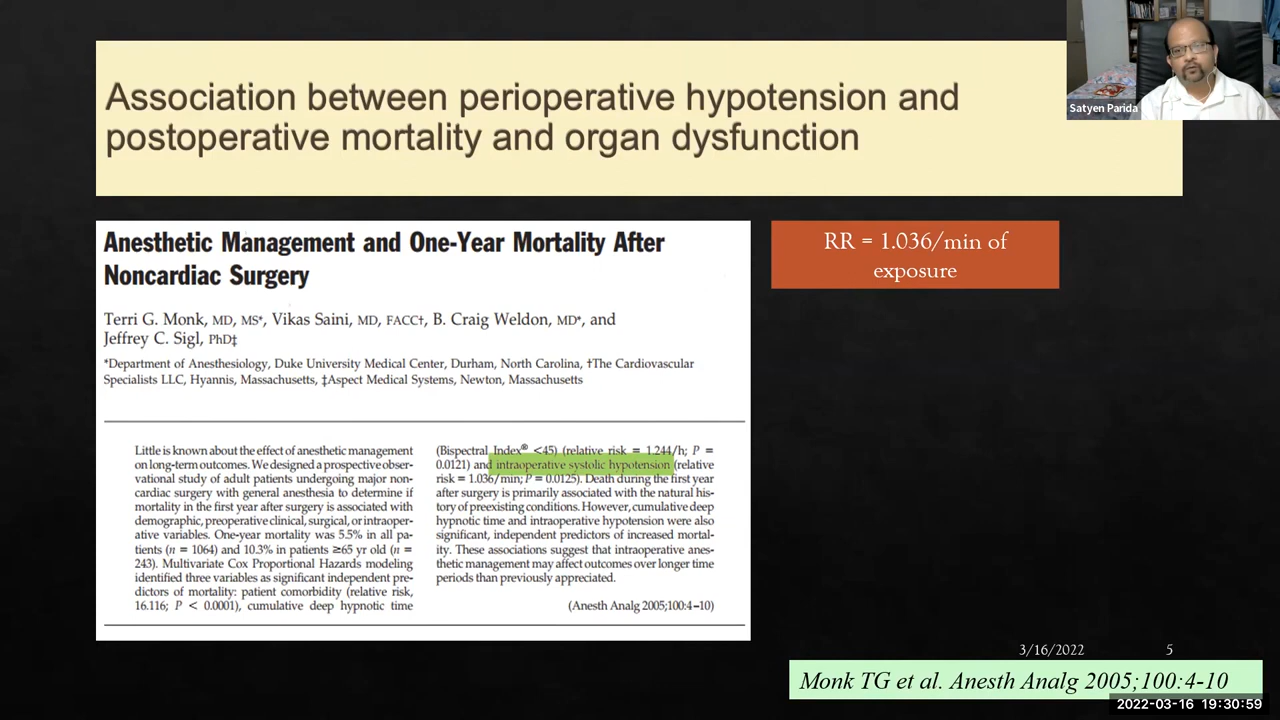 Association between perioperative hypotension and
postoperative mortality and organ dysfunction
Satyen Parida
Anesthetic Management and One-Year Mortality After
Noncardiac Surgery
Terri G. Monk, MD, MS*, Vikas Saini, MD, FACC†, B. Craig Weldon, MD*, and
Jeffrey C. Sigl, PhD‡
*Department of Anesthesiology, Duke University Medical Center, Durham, North Carolina, †The Cardiovascular
Specialists LLC, Hyannis, Massachusetts, ‡Aspect Medical Systems, Newton, Massachusetts
Little is known about the effect of anesthetic management
on long-term outcomes. We designed a prospective obser-
vational study of adult patients undergoing major non-
cardiac surgery with general anesthesia to determine if
mortality in the first year after surgery is associated with
demographic, preoperative clinical, surgical, or intraoper-
ative variables. One-year mortality was 5.5% in all pa-
tients (n = 1064) and 10.3% in patients ≥65 yr old (n =
243). Multivariate Cox Proportional Hazards modeling
identified three variables as significant independent pre-
dictors of mortality: patient comorbidity (relative risk,
16.116; P < 0.0001), cumulative deep hypnotic time
(Bispectral Index® <45) (relative risk = 1.244/h; P =
0.0121) and intraoperative systolic hypotension (relative
risk = 1.036/min; P = 0.0125). Death during the first year
after surgery is primarily associated with the natural his-
tory of preexisting conditions. However, cumulative deep
hypnotic time and intraoperative hypotension were also
significant, independent predictors of increased mortal-
ity. These associations suggest that intraoperative anes-
thetic management may affect outcomes over longer time
periods than previously appreciated.
(Anesth Analg 2005;100:4–10)
RR = 1.036/min of
exposure
3/16/2022
5
Monk TG et al. Anesth Analg 2005;100:4-10
2022-03-16 19:30:59